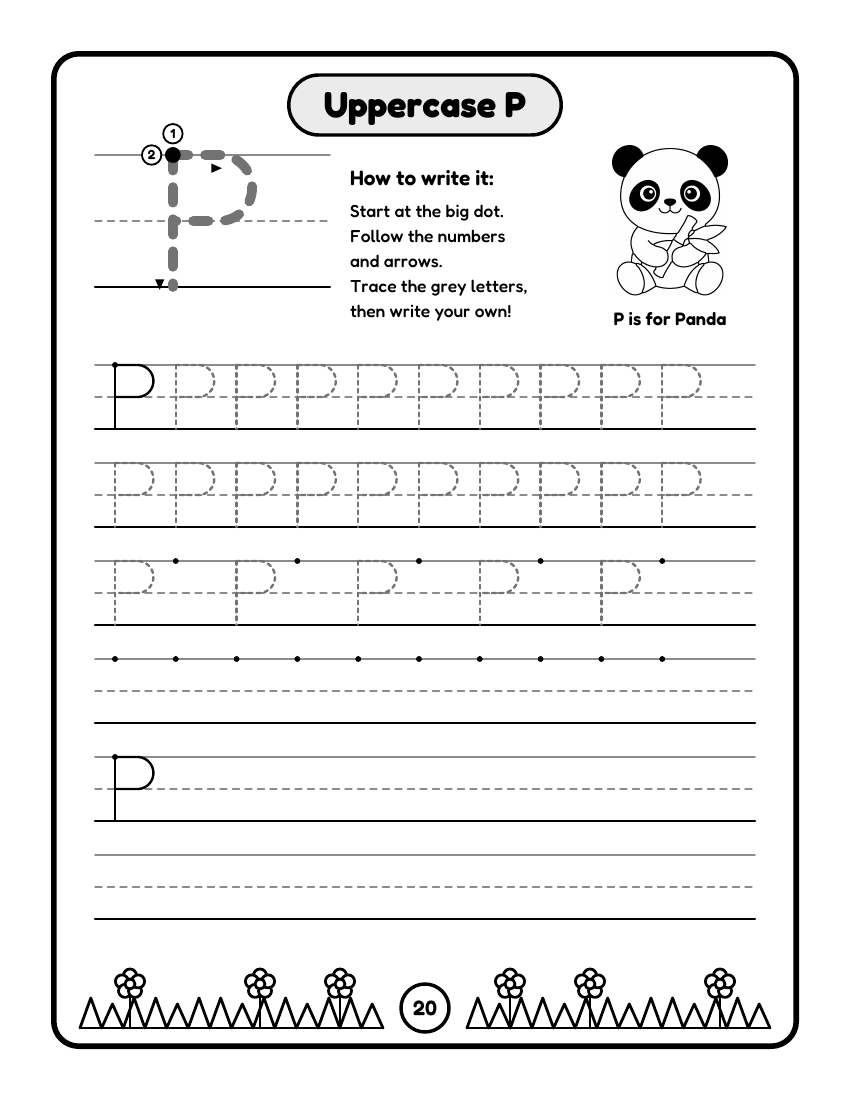 Uppercase P
1
2
P
How to write it:
Start at the big dot.
Follow the numbers
and arrows.
Trace the grey letters,
then write your own!
P is for Panda
P P P P P P P P P P
P P P P P P P P P P
P P P P P
P
20